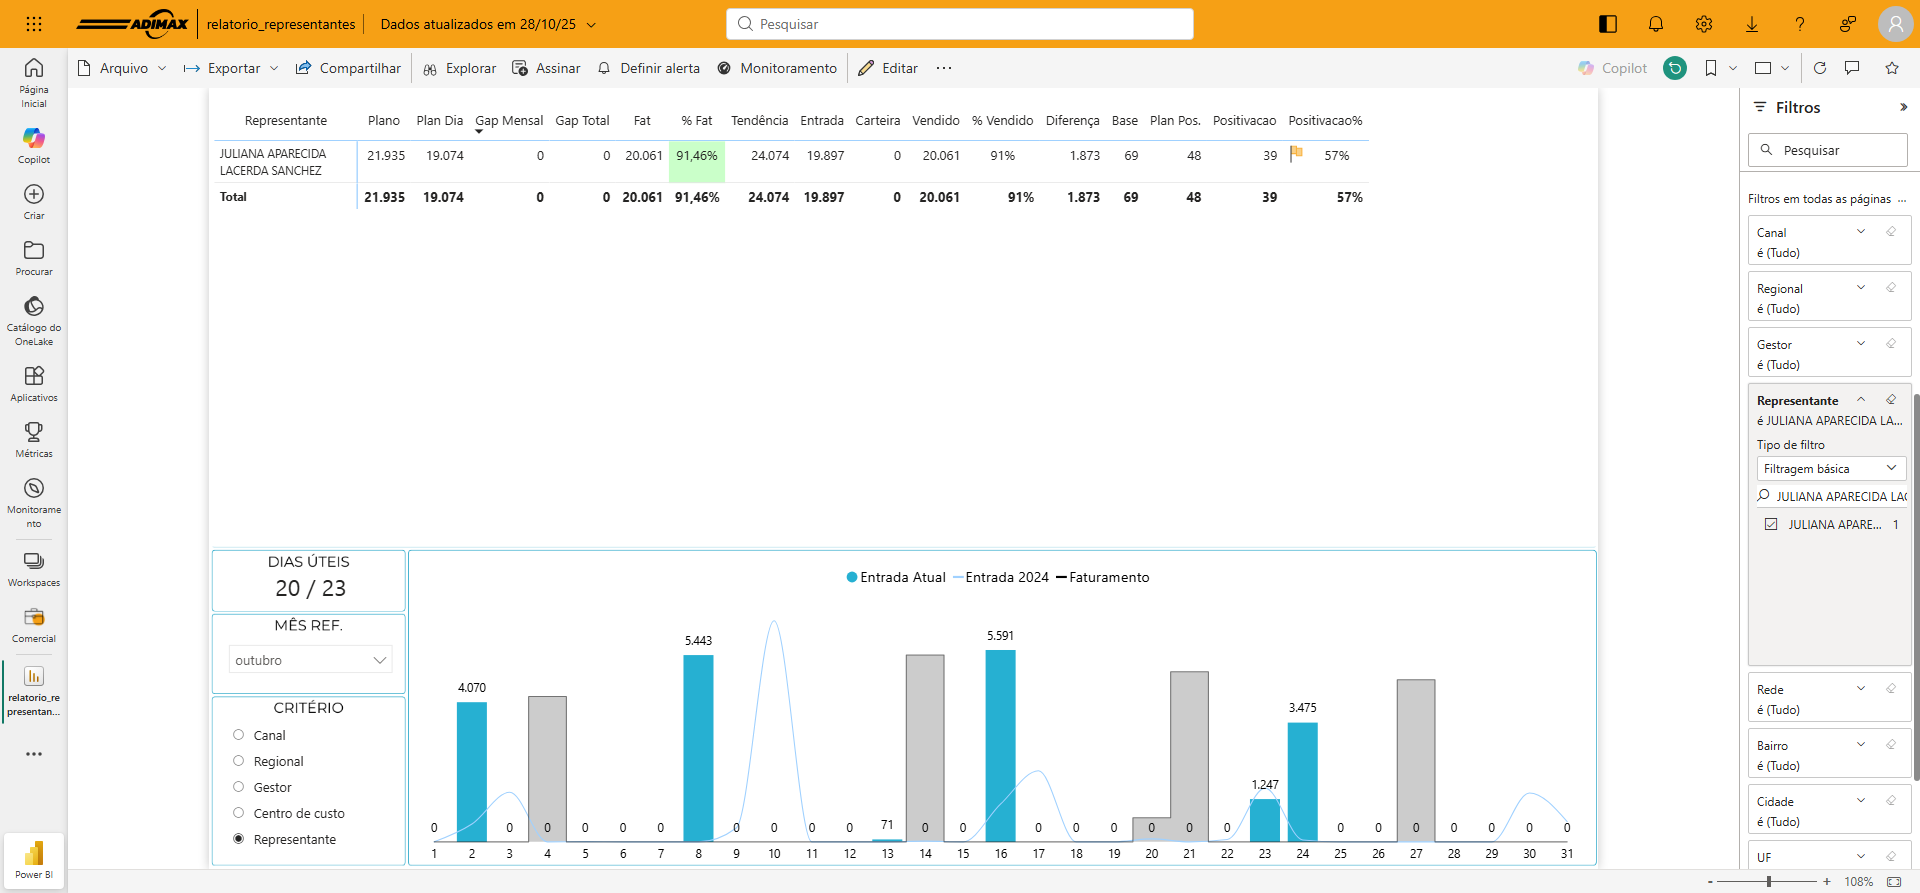 ADIMAX relatorio_representantes Dados atualizados em 28/10/25 Pesquisar
Arquivo Exportar Compartilhar Explorar Assinar Definir alerta Monitoramento Editar ... Copilot
Página
Inicial
Copilot
Criar
Procurar
Catálogo do
OneLake
Aplicativos
Métricas
Monitorame
nto
Workspaces
Comercial
relatorio_re
presentan...
Power BI
Representante Plano Plan Dia Gap Mensal Gap Total Fat % Fat Tendência Entrada Carteira Vendido % Vendido Diferença Base Plan Pos. Positivacao Positivacao%
JULIANA APARECIDA
LACERDA SANCHEZ 21.935 19.074 0 0 20.061 91,46% 24.074 19.897 0 20.061 91% 1.873 69 48 39 57%
Total 21.935 19.074 0 0 20.061 91,46% 24.074 19.897 0 20.061 91% 1.873 69 48 39 57%
DIAS ÚTEIS
20 / 23
MÊS REF.
outubro
CRITÉRIO
Canal
Regional
Gestor
Centro de custo
Representante
Entrada Atual Entrada 2024 Faturamento
0 4.070 0 0 0 0 0 5.443 0 0 0 0 71 0 0 5.591 0 0 0 0 0 0 1.247 3.475 0 0 0 0 0 0 0
1 2 3 4 5 6 7 8 9 10 11 12 13 14 15 16 17 18 19 20 21 22 23 24 25 26 27 28 29 30 31
Filtros
Pesquisar
Filtros em todas as páginas ...
Canal
é (Tudo)
Regional
é (Tudo)
Gestor
é (Tudo)
Representante
é JULIANA APARECIDA LA...
Tipo de filtro
Filtragem básica
JULIANA APARECIDA LAC
JULIANA APARE... 1
Rede
é (Tudo)
Bairro
é (Tudo)
Cidade
é (Tudo)
UF
- + 108%